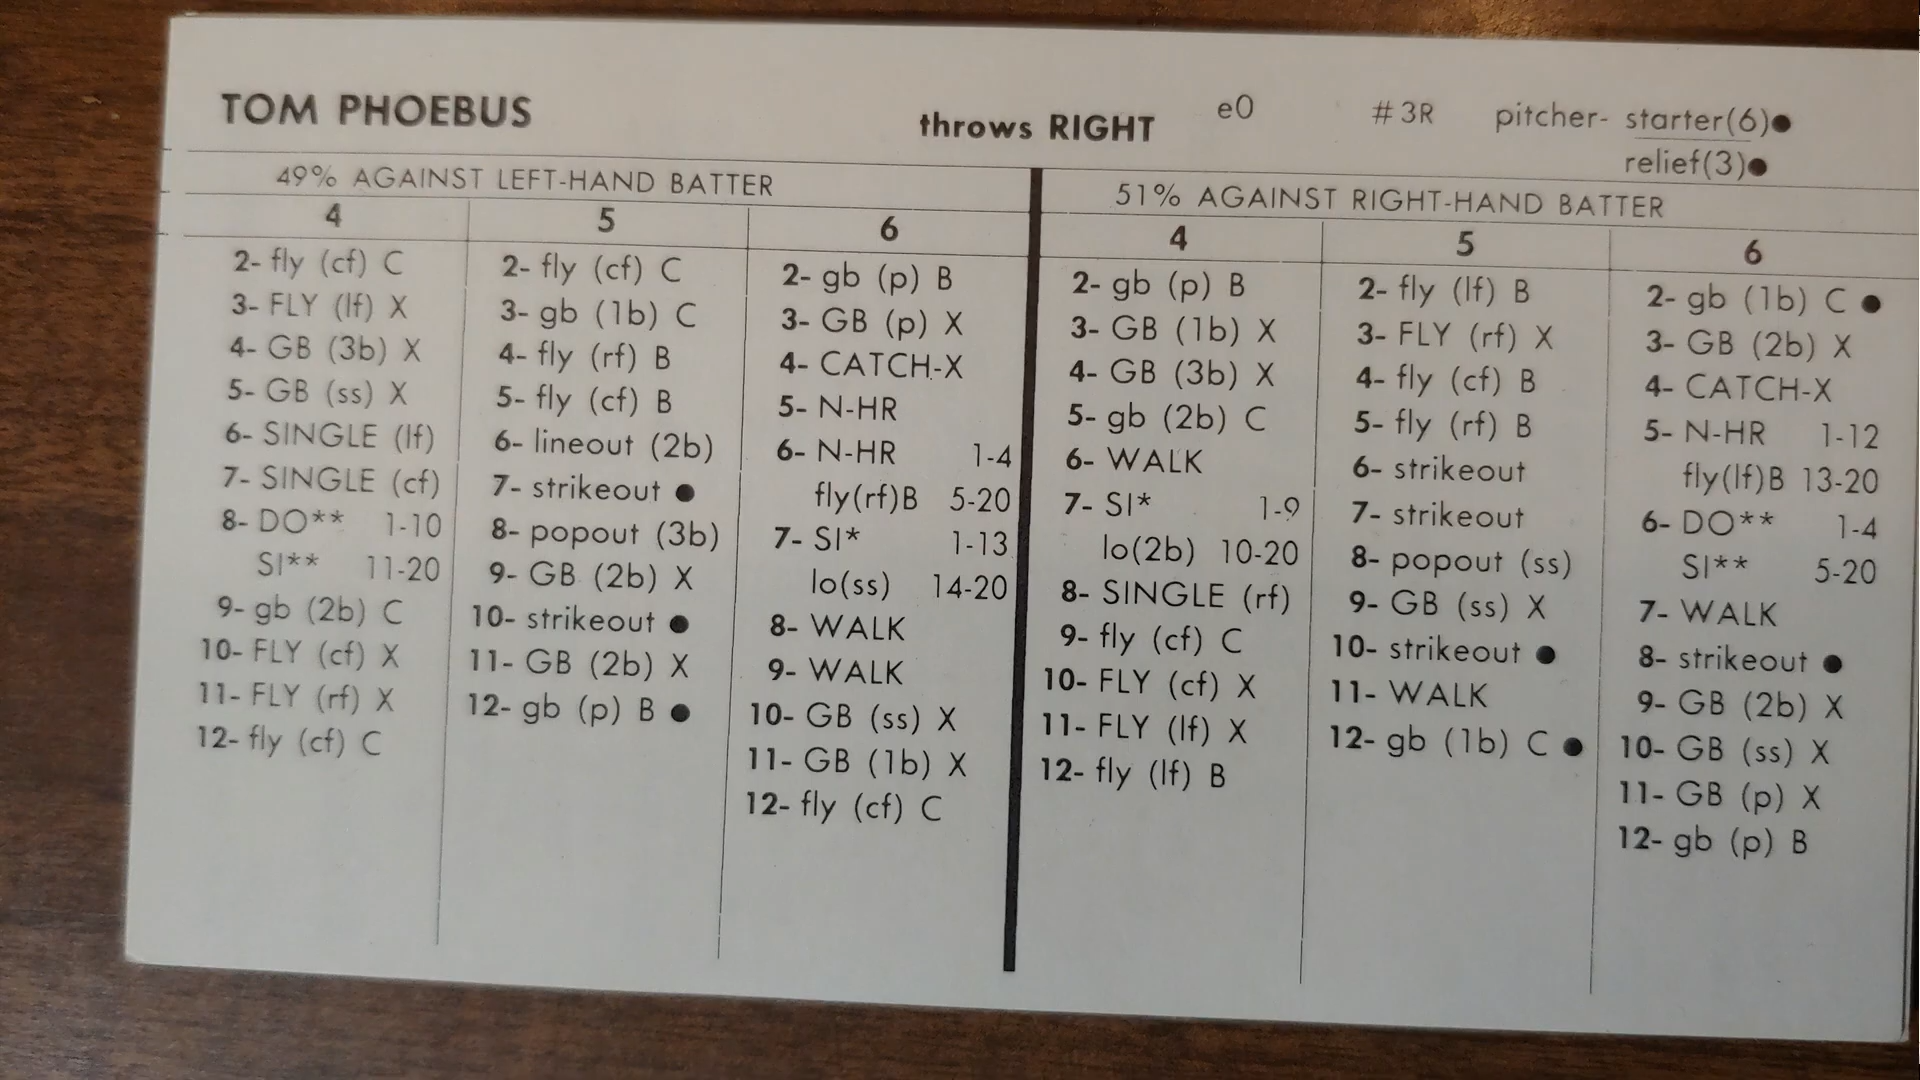 TOM PHOEBUS throws RIGHT e0 #3R pitcher- starter(6)●
relief(3)●
49% AGAINST LEFT-HAND BATTER
4
2- fly (cf) C
3- FLY (lf) X
4- GB (3b) X
5- GB (ss) X
6- SINGLE (lf)
7- SINGLE (cf)
8- DO** 1-10
SI** 11-20
9- gb (2b) C
10- FLY (cf) X
11- FLY (rf) X
12- fly (cf) C
5
2- fly (cf) C
3- gb (1b) C
4- fly (rf) B
5- fly (cf) B
6- lineout (2b)
7- strikeout ●
8- popout (3b)
9- GB (2b) X
10- strikeout ●
11- GB (2b) X
12- gb (p) B ●
6
2- gb (p) B
3- GB (p) X
4- CATCH-X
5- N-HR
6- N-HR 1-4
fly(rf)B 5-20
7- SI* 1-13
lo(ss) 14-20
8- WALK
9- WALK
10- GB (ss) X
11- GB (1b) X
12- fly (cf) C
51% AGAINST RIGHT-HAND BATTER
4
2- gb (p) B
3- GB (1b) X
4- GB (3b) X
5- gb (2b) C
6- WALK
7- SI* 1-9
lo(2b) 10-20
8- SINGLE (rf)
9- fly (cf) C
10- FLY (cf) X
11- FLY (lf) X
12- fly (lf) B
5
2- fly (lf) B
3- FLY (rf) X
4- fly (cf) B
5- fly (rf) B
6- strikeout
7- strikeout
8- popout (ss)
9- GB (ss) X
10- strikeout ●
11- WALK
12- gb (1b) C ●
6
2- gb (1b) C ●
3- GB (2b) X
4- CATCH-X
5- N-HR 1-12
fly(lf)B 13-20
6- DO** 1-4
SI** 5-20
7- WALK
8- strikeout ●
9- GB (2b) X
10- GB (ss) X
11- GB (p) X
12- gb (p) B